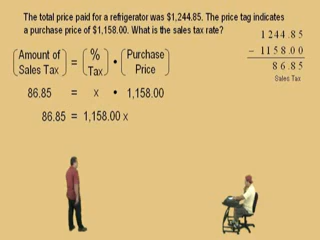 The total price paid for a refrigerator was $1,244.85. The price tag indicates
a purchase price of $1,158.00. What is the sales tax rate?
1244.85
- 1158.00
86.85
Sales Tax
Amount of Sales Tax = % Tax • Purchase Price
86.85 = x • 1,158.00
86.85 = 1,158.00 x